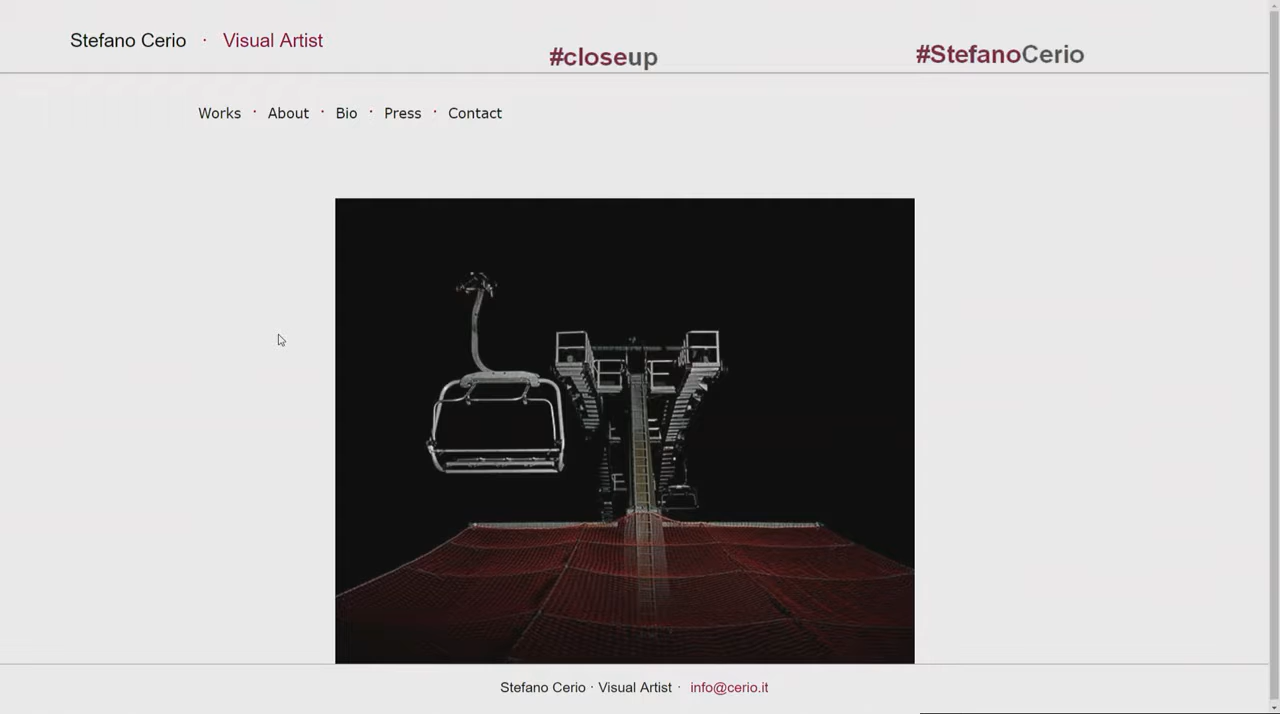 Stefano Cerio · Visual Artist
#closeup
#StefanoCerio
Works · About · Bio · Press · Contact
Stefano Cerio · Visual Artist · info@cerio.it